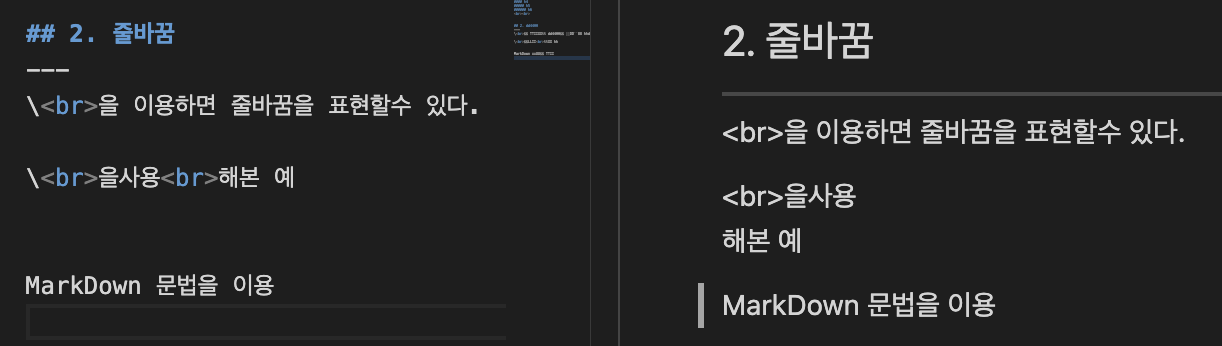 ## 2. 줄바꿈
---
\<br>을 이용하면 줄바꿈을 표현할수 있다.
\<br>을사용<br>해본 예
MarkDown 문법을 이용
2. 줄바꿈
<br>을 이용하면 줄바꿈을 표현할수 있다.
<br>을사용
해본 예
MarkDown 문법을 이용